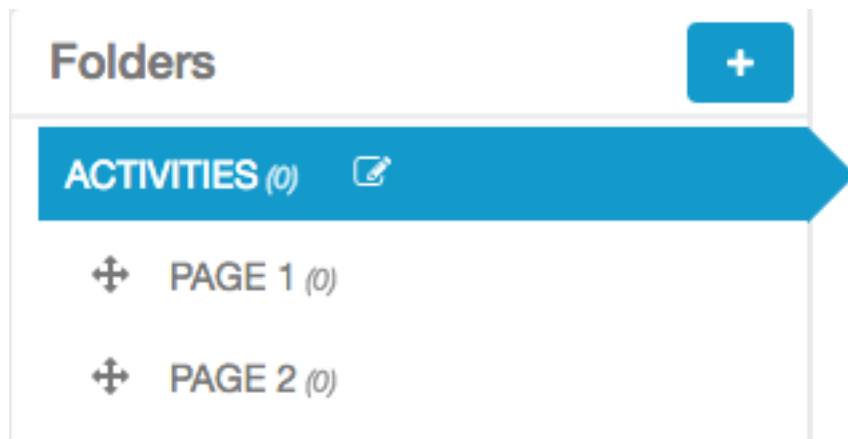 Folders
ACTIVITIES (0)
PAGE 1 (0)
PAGE 2 (0)